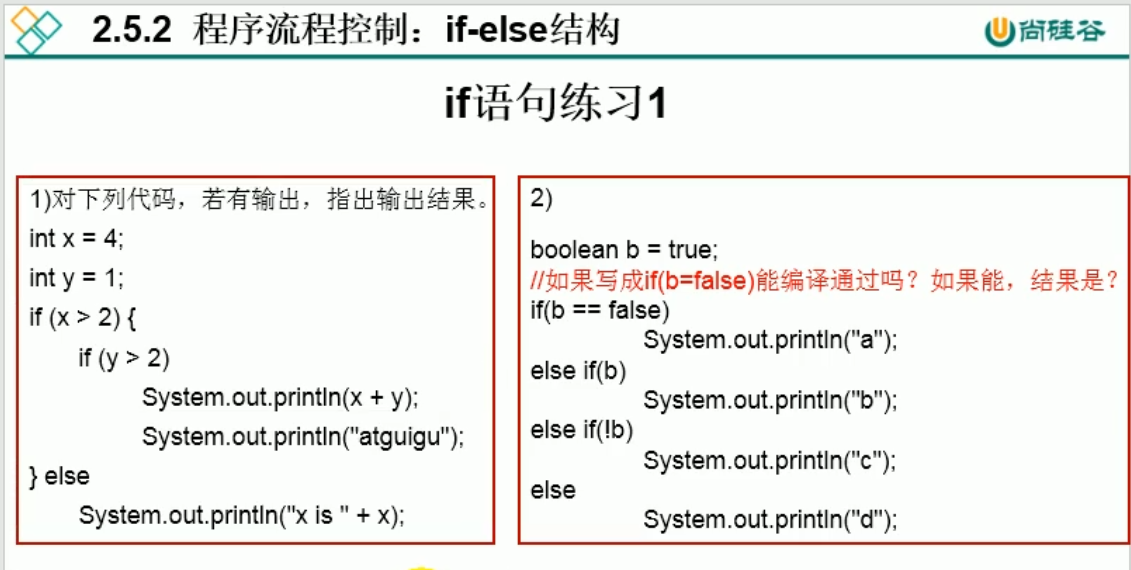 2.5.2 程序流程控制：if-else结构
尚硅谷
if语句练习1
1)对下列代码，若有输出，指出输出结果。
int x = 4;
int y = 1;
if (x > 2) {
if (y > 2)
System.out.println(x + y);
System.out.println("atguigu");
} else
System.out.println("x is " + x);
2)
boolean b = true;
//如果写成if(b=false)能编译通过吗？如果能，结果是？
if(b == false)
System.out.println("a");
else if(b)
System.out.println("b");
else if(!b)
System.out.println("c");
else
System.out.println("d");